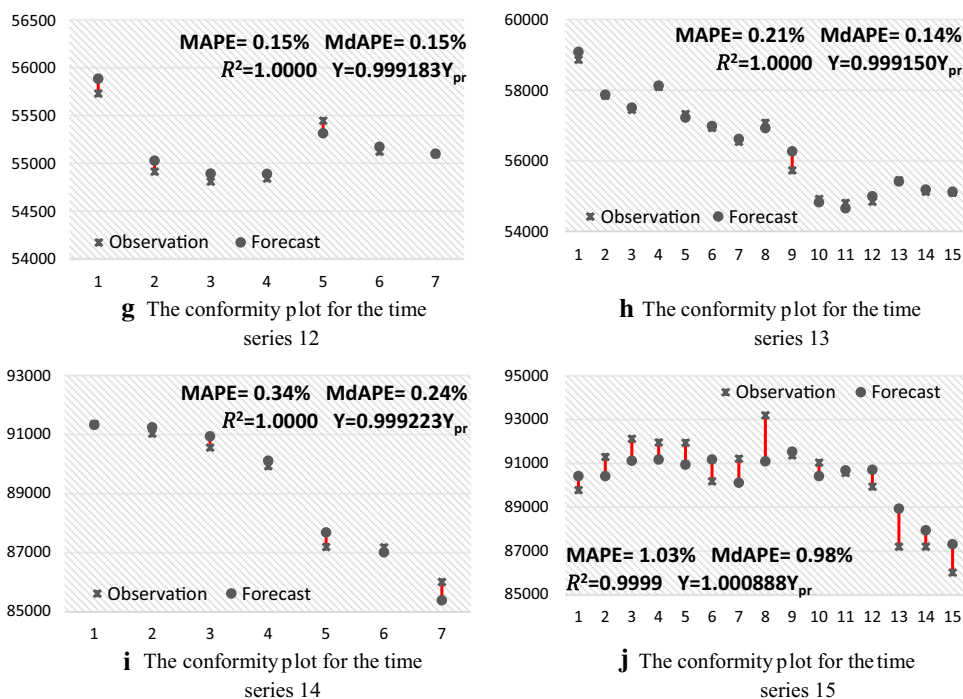 56500
56000
55500
55000
54500
54000
MAPE= 0.15% MdAPE= 0.15%
R²=1.0000 Y=0.999183Ypr
Observation Forecast
1 2 3 4 5 6 7
g The conformity plot for the time
series 12
60000
58000
56000
54000
MAPE= 0.21% MdAPE= 0.14%
R²=1.0000 Y=0.999150Ypr
Observation Forecast
1 2 3 4 5 6 7 8 9 10 11 12 13 14 15
h The conformity plot for the time
series 13
93000
91000
89000
87000
85000
MAPE= 0.34% MdAPE= 0.24%
R²=1.0000 Y=0.999223Ypr
Observation Forecast
1 2 3 4 5 6 7
i The conformity plot for the time
series 14
95000
93000
91000
89000
87000
85000
Observation Forecast
MAPE= 1.03% MdAPE= 0.98%
R²=0.9999 Y=1.000888Ypr
1 2 3 4 5 6 7 8 9 10 11 12 13 14 15
j The conformity plot for the time
series 15